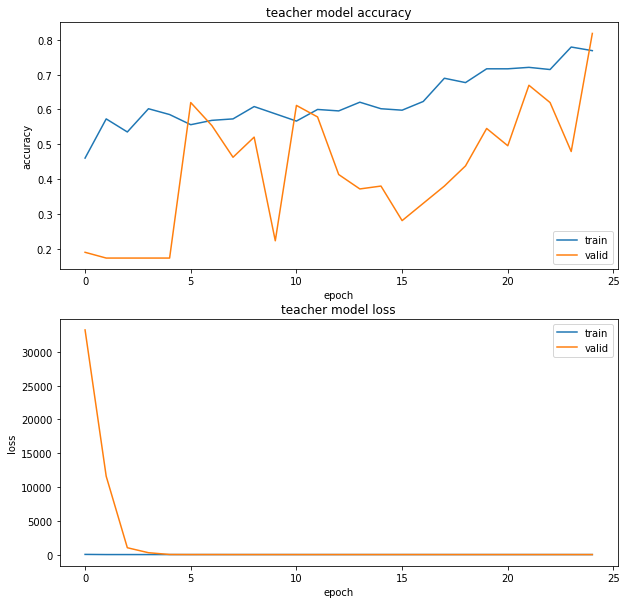 teacher model accuracy
0.8
0.7
0.6
0.5
0.4
0.3
0.2
accuracy
train
valid
0 5 10 15 20 25
epoch
teacher model loss
train
valid
30000
25000
20000
15000
10000
5000
0
loss
0 5 10 15 20 25
epoch